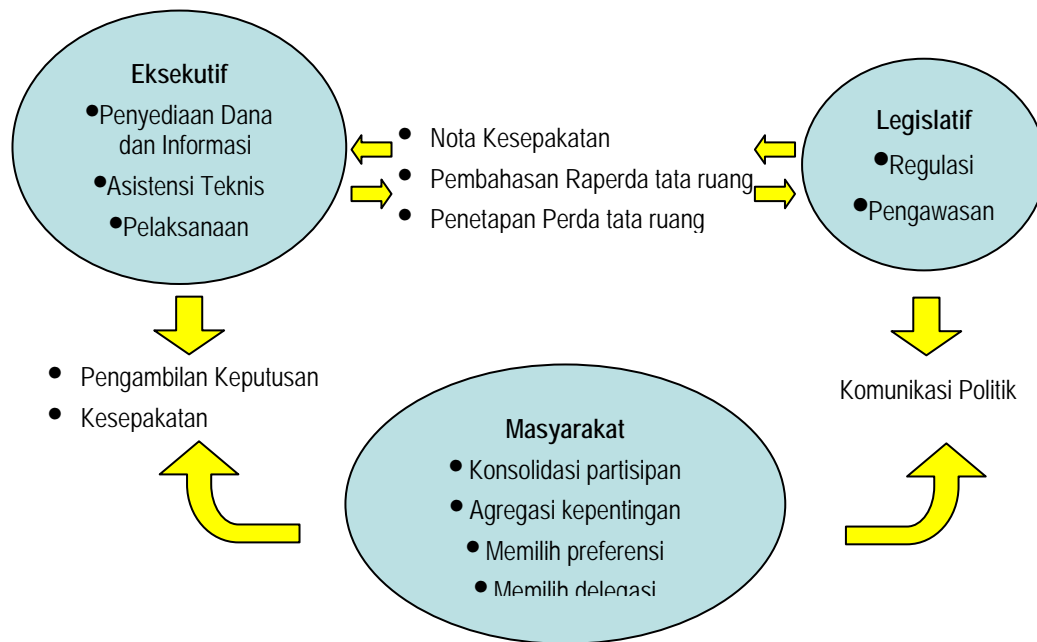 Eksekutif
●Penyediaan Dana
dan Informasi
●Asistensi Teknis
●Pelaksanaan
● Nota Kesepakatan
● Pembahasan Raperda tata ruang
● Penetapan Perda tata ruang
Legislatif
●Regulasi
●Pengawasan
● Pengambilan Keputusan
● Kesepakatan
Komunikasi Politik
Masyarakat
● Konsolidasi partisipan
● Agregasi kepentingan
● Memilih preferensi
● Memilih delegasi